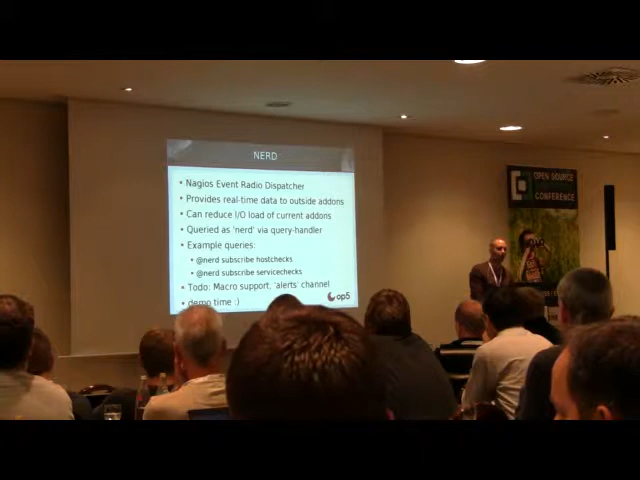 NERD
• Nagios Event Radio Dispatcher
• Provides real-time data to outside addons
• Can reduce I/O load of current addons
• Queried as 'nerd' via query-handler
• Example queries:
• @nerd subscribe hostchecks
• @nerd subscribe servicechecks
• Todo: Macro support, 'alerts' channel
• demo time :)
op5
OPEN SOURCE
CONFERENCE